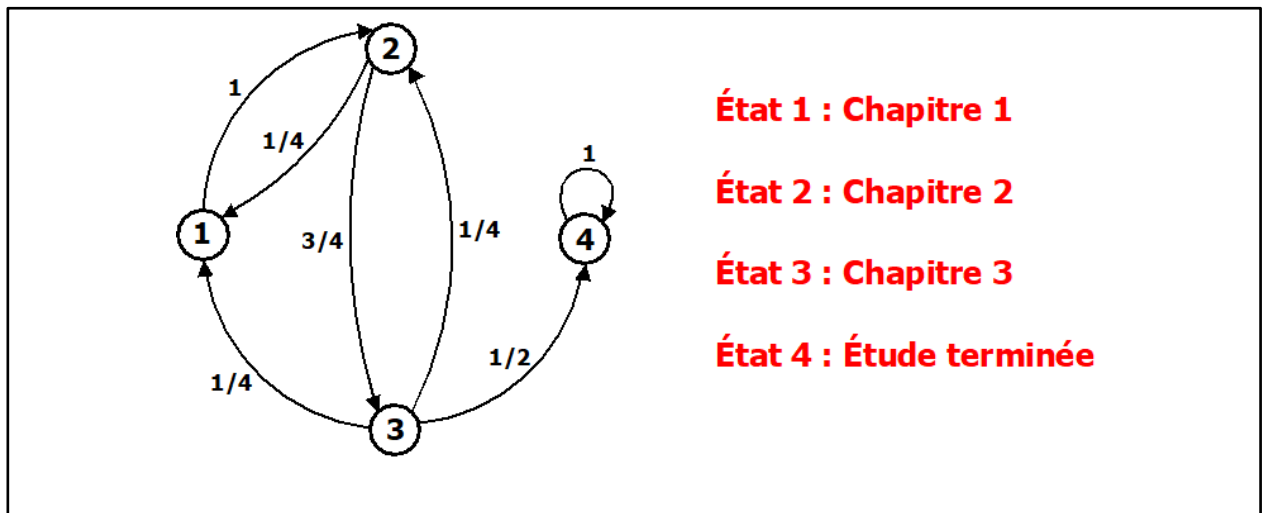 2
1
1/4
État 1 : Chapitre 1
1
État 2 : Chapitre 2
1
3/4
1/4
4
État 3 : Chapitre 3
1/2
État 4 : Étude terminée
1/4
3